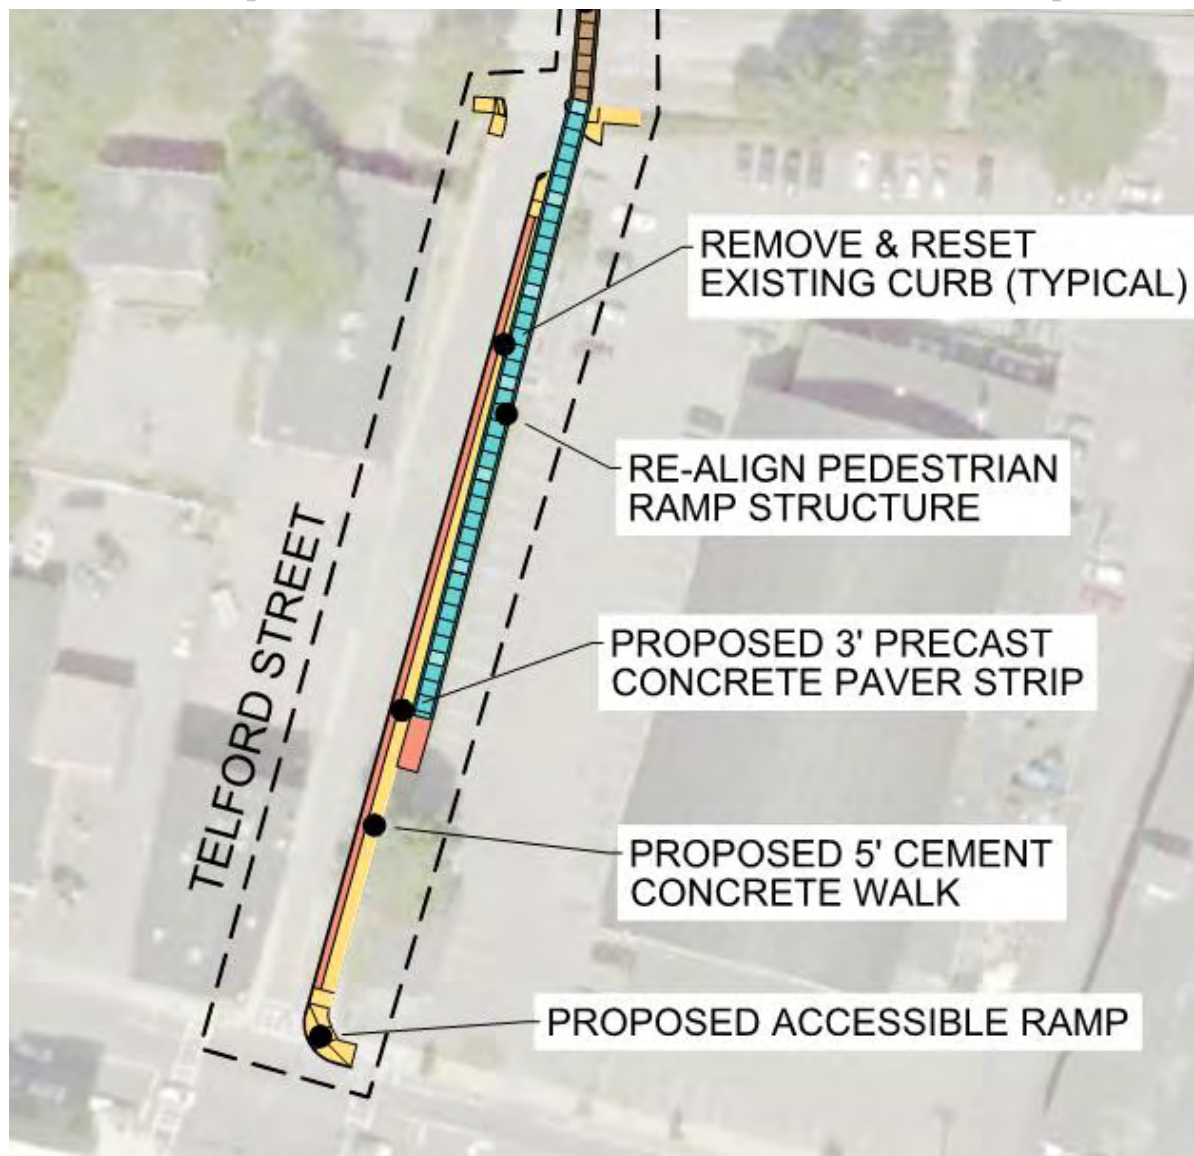 REMOVE & RESET
EXISTING CURB (TYPICAL)
RE-ALIGN PEDESTRIAN
RAMP STRUCTURE
TELFORD STREET
PROPOSED 3' PRECAST
CONCRETE PAVER STRIP
PROPOSED 5' CEMENT
CONCRETE WALK
PROPOSED ACCESSIBLE RAMP